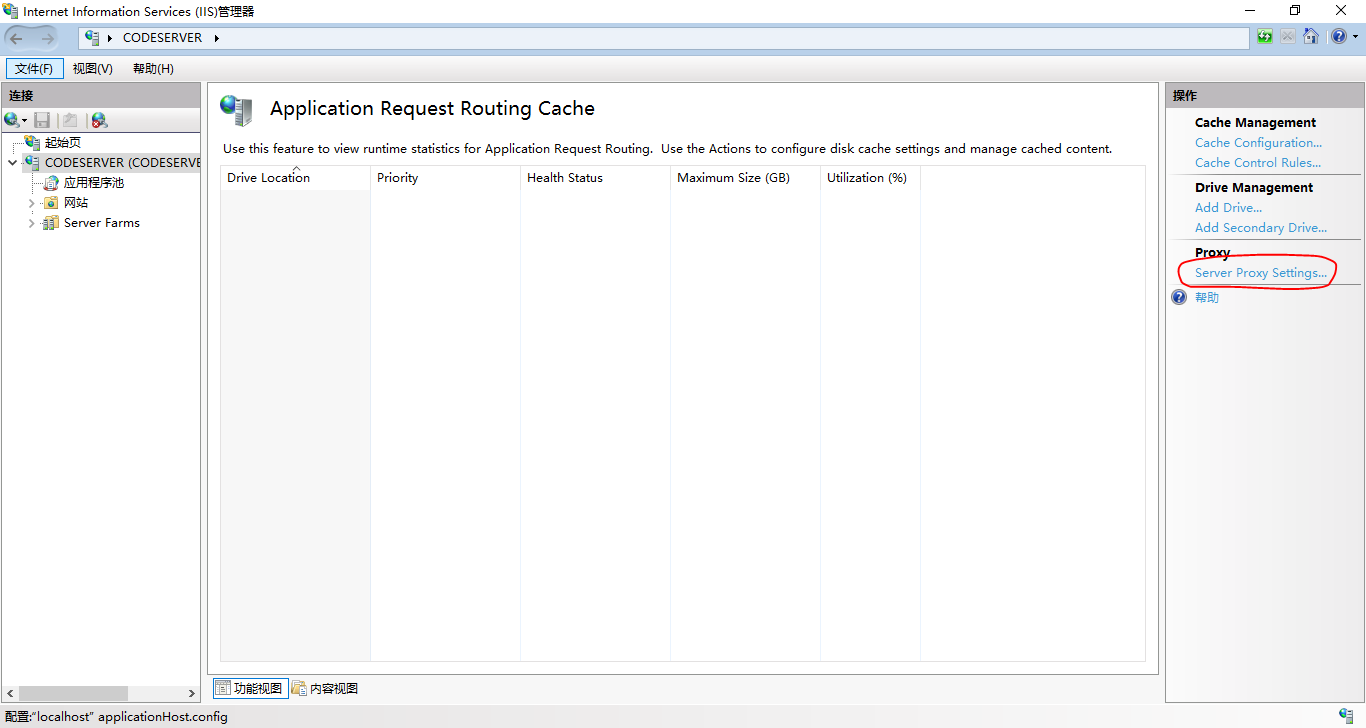 Internet Information Services (IIS)管理器
CODESERVER
文件(F) 视图(V) 帮助(H)
连接
起始页
CODESERVER (CODESERVE
应用程序池
网站
Server Farms
Application Request Routing Cache
Use this feature to view runtime statistics for Application Request Routing. Use the Actions to configure disk cache settings and manage cached content.
Drive Location Priority Health Status Maximum Size (GB) Utilization (%)
功能视图 内容视图
操作
Cache Management
Cache Configuration...
Cache Control Rules...
Drive Management
Add Drive...
Add Secondary Drive...
Proxy
Server Proxy Settings...
帮助
配置:“localhost” applicationHost.config